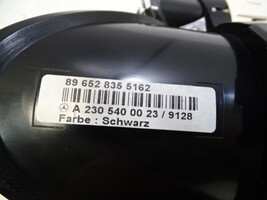 89 652 835 5162
A 230 540 00 23 / 9128
Farbe : Schwarz